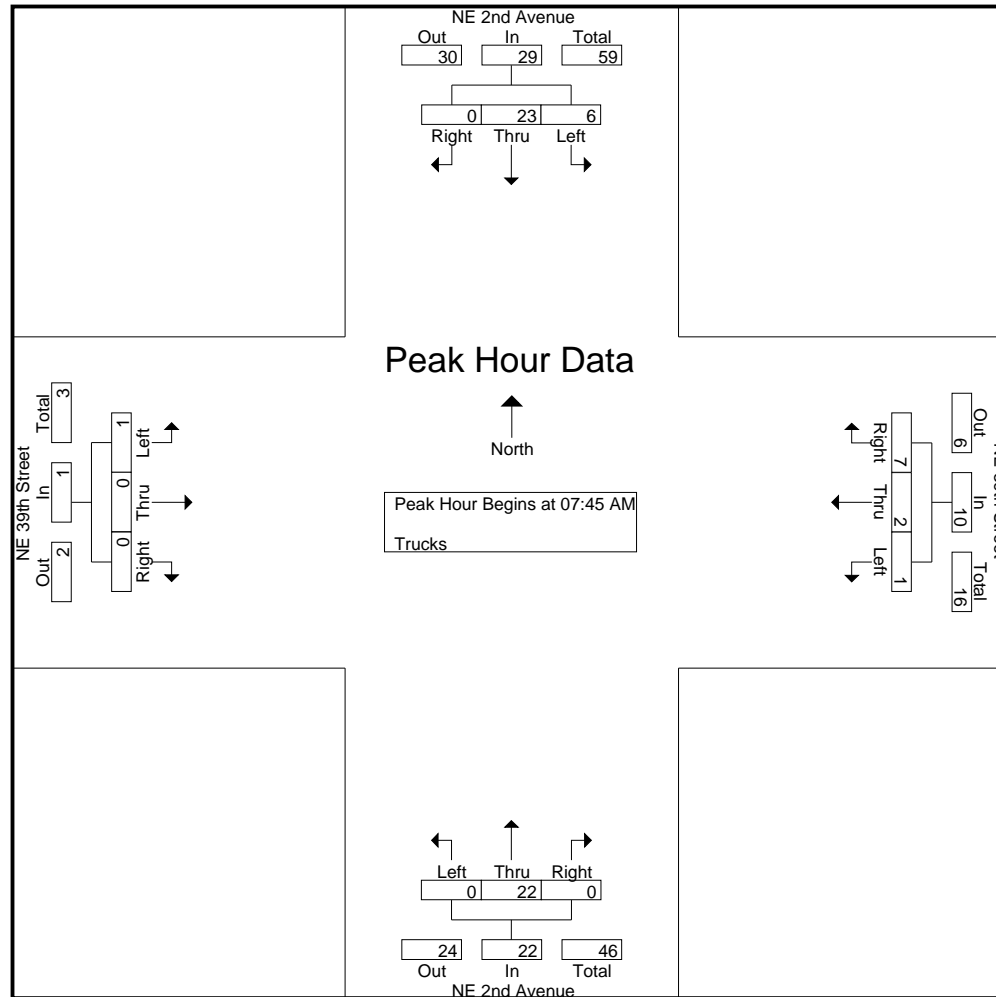 NE 2nd Avenue
Out In Total
30 29 59
0 23 6
Right Thru Left
Peak Hour Data
North
Peak Hour Begins at 07:45 AM
Trucks
NE 39th Street
Total In Out
3 1 2
1 0 0
Left Thru Right
Right Thru Left
7 2 1
Out In Total
6 10 16
Left Thru Right
0 22 0
24 22 46
Out In Total
NE 2nd Avenue